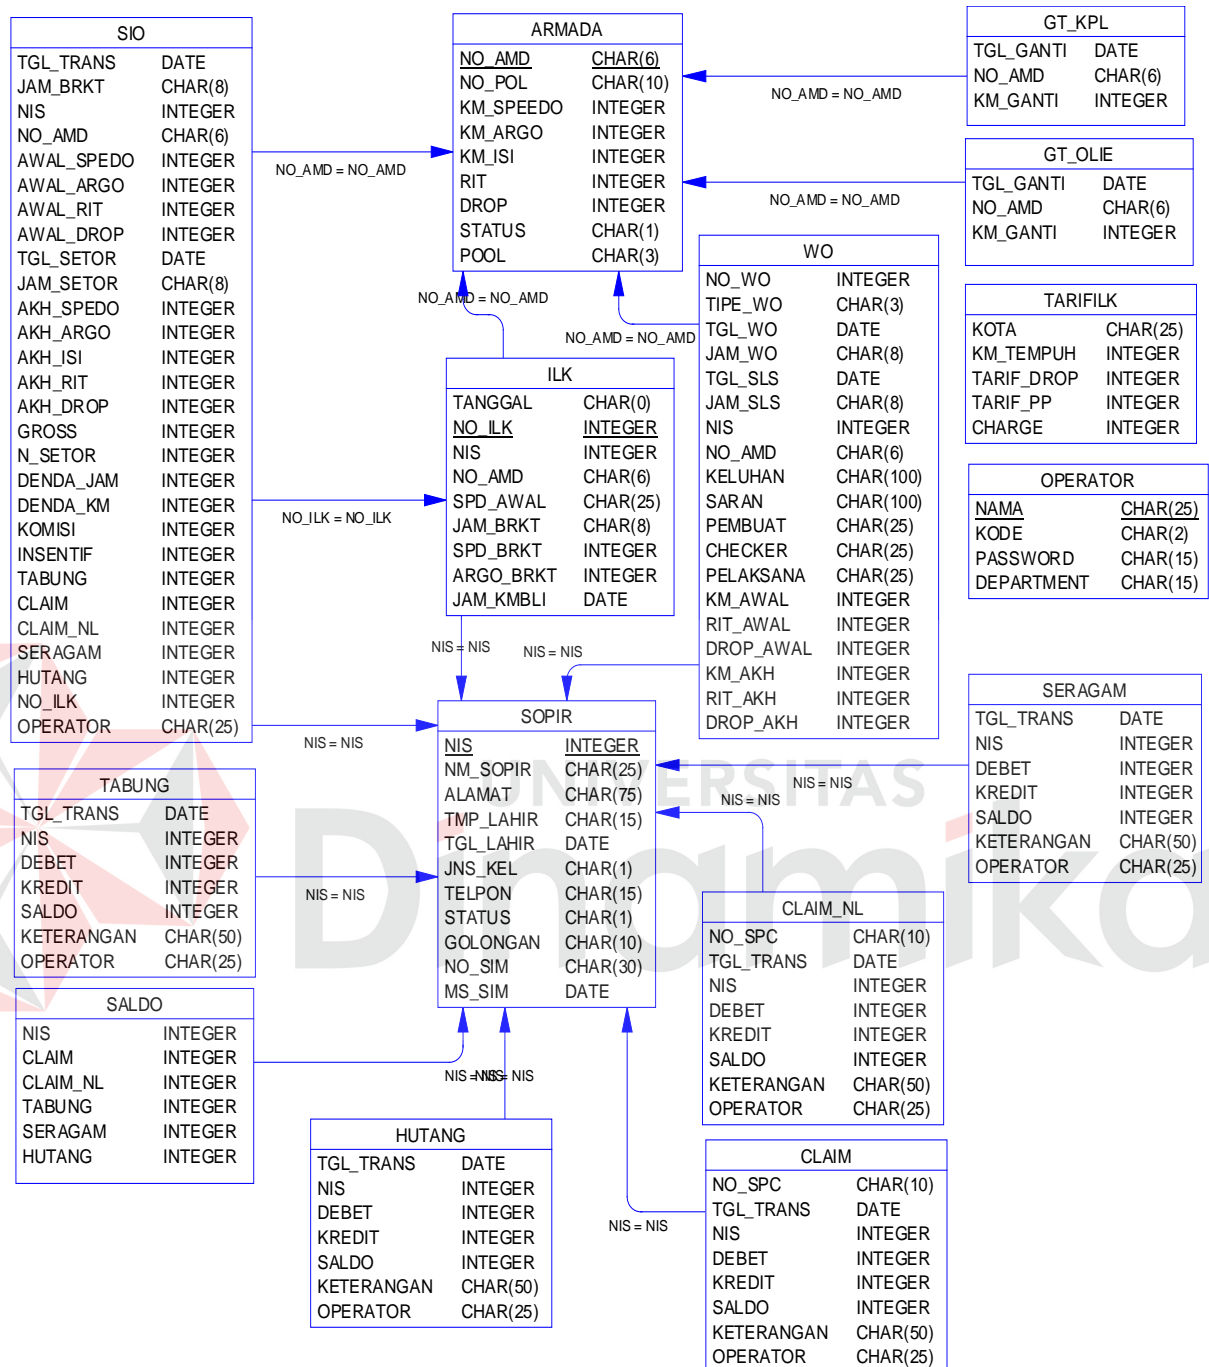 SIO
TGL_TRANS DATE
JAM_BRKT CHAR(8)
NIS INTEGER
NO_AMD CHAR(6)
AWAL_SPEDO INTEGER
AWAL_ARGO INTEGER
AWAL_RIT INTEGER
AWAL_DROP INTEGER
TGL_SETOR DATE
JAM_SETOR CHAR(8)
AKH_SPEDO INTEGER
AKH_ARGO INTEGER
AKH_ISI INTEGER
AKH_RIT INTEGER
AKH_DROP INTEGER
GROSS INTEGER
N_SETOR INTEGER
DENDA_JAM INTEGER
DENDA_KM INTEGER
KOMISI INTEGER
INSENTIF INTEGER
TABUNG INTEGER
CLAIM INTEGER
CLAIM_NL INTEGER
SERAGAM INTEGER
HUTANG INTEGER
NO_ILK INTEGER
OPERATOR CHAR(25)
NO_AMD = NO_AMD
NO_ILK = NO_ILK
NIS = NIS
ARMADA
NO_AMD CHAR(6)
NO_POL CHAR(10)
KM_SPEEDO INTEGER
KM_ARGO INTEGER
KM_ISI INTEGER
RIT INTEGER
DROP INTEGER
STATUS CHAR(1)
POOL CHAR(3)
GT_KPL
TGL_GANTI DATE
NO_AMD CHAR(6)
KM_GANTI INTEGER
NO_AMD = NO_AMD
GT_OLIE
TGL_GANTI DATE
NO_AMD CHAR(6)
KM_GANTI INTEGER
NO_AMD = NO_AMD
NO_AMD = NO_AMD
NO_AMD = NO_AMD
WO
NO_WO INTEGER
TIPE_WO CHAR(3)
TGL_WO DATE
JAM_WO CHAR(8)
TGL_SLS DATE
JAM_SLS CHAR(8)
NIS INTEGER
NO_AMD CHAR(6)
KELUHAN CHAR(100)
SARAN CHAR(100)
PEMBUAT CHAR(25)
CHECKER CHAR(25)
PELAKSANA CHAR(25)
KM_AWAL INTEGER
RIT_AWAL INTEGER
DROP_AWAL INTEGER
KM_AKH INTEGER
RIT_AKH INTEGER
DROP_AKH INTEGER
TARIFILK
KOTA CHAR(25)
KM_TEMPUH INTEGER
TARIF_DROP INTEGER
TARIF_PP INTEGER
CHARGE INTEGER
ILK
TANGGAL CHAR(0)
NO_ILK INTEGER
NIS INTEGER
NO_AMD CHAR(6)
SPD_AWAL CHAR(25)
JAM_BRKT CHAR(8)
SPD_BRKT INTEGER
ARGO_BRKT INTEGER
JAM_KMBLI DATE
OPERATOR
NAMA CHAR(25)
KODE CHAR(2)
PASSWORD CHAR(15)
DEPARTMENT CHAR(15)
NIS = NIS
NIS = NIS
SOPIR
NIS INTEGER
NM_SOPIR CHAR(25)
ALAMAT CHAR(75)
TMP_LAHIR CHAR(15)
TGL_LAHIR DATE
JNS_KEL CHAR(1)
TELPON CHAR(15)
STATUS CHAR(1)
GOLONGAN CHAR(10)
NO_SIM CHAR(30)
MS_SIM DATE
SERAGAM
TGL_TRANS DATE
NIS INTEGER
DEBET INTEGER
KREDIT INTEGER
SALDO INTEGER
KETERANGAN CHAR(50)
OPERATOR CHAR(25)
NIS = NIS
NIS = NIS
UNIVERSITAS
Dinamika
TABUNG
TGL_TRANS DATE
NIS INTEGER
DEBET INTEGER
KREDIT INTEGER
SALDO INTEGER
KETERANGAN CHAR(50)
OPERATOR CHAR(25)
NIS = NIS
CLAIM_NL
NO_SPC CHAR(10)
TGL_TRANS DATE
NIS INTEGER
DEBET INTEGER
KREDIT INTEGER
SALDO INTEGER
KETERANGAN CHAR(50)
OPERATOR CHAR(25)
SALDO
NIS INTEGER
CLAIM INTEGER
CLAIM_NL INTEGER
TABUNG INTEGER
SERAGAM INTEGER
HUTANG INTEGER
NIS = NIS
NIS = NIS
HUTANG
TGL_TRANS DATE
NIS INTEGER
DEBET INTEGER
KREDIT INTEGER
SALDO INTEGER
KETERANGAN CHAR(50)
OPERATOR CHAR(25)
NIS = NIS
CLAIM
NO_SPC CHAR(10)
TGL_TRANS DATE
NIS INTEGER
DEBET INTEGER
KREDIT INTEGER
SALDO INTEGER
KETERANGAN CHAR(50)
OPERATOR CHAR(25)